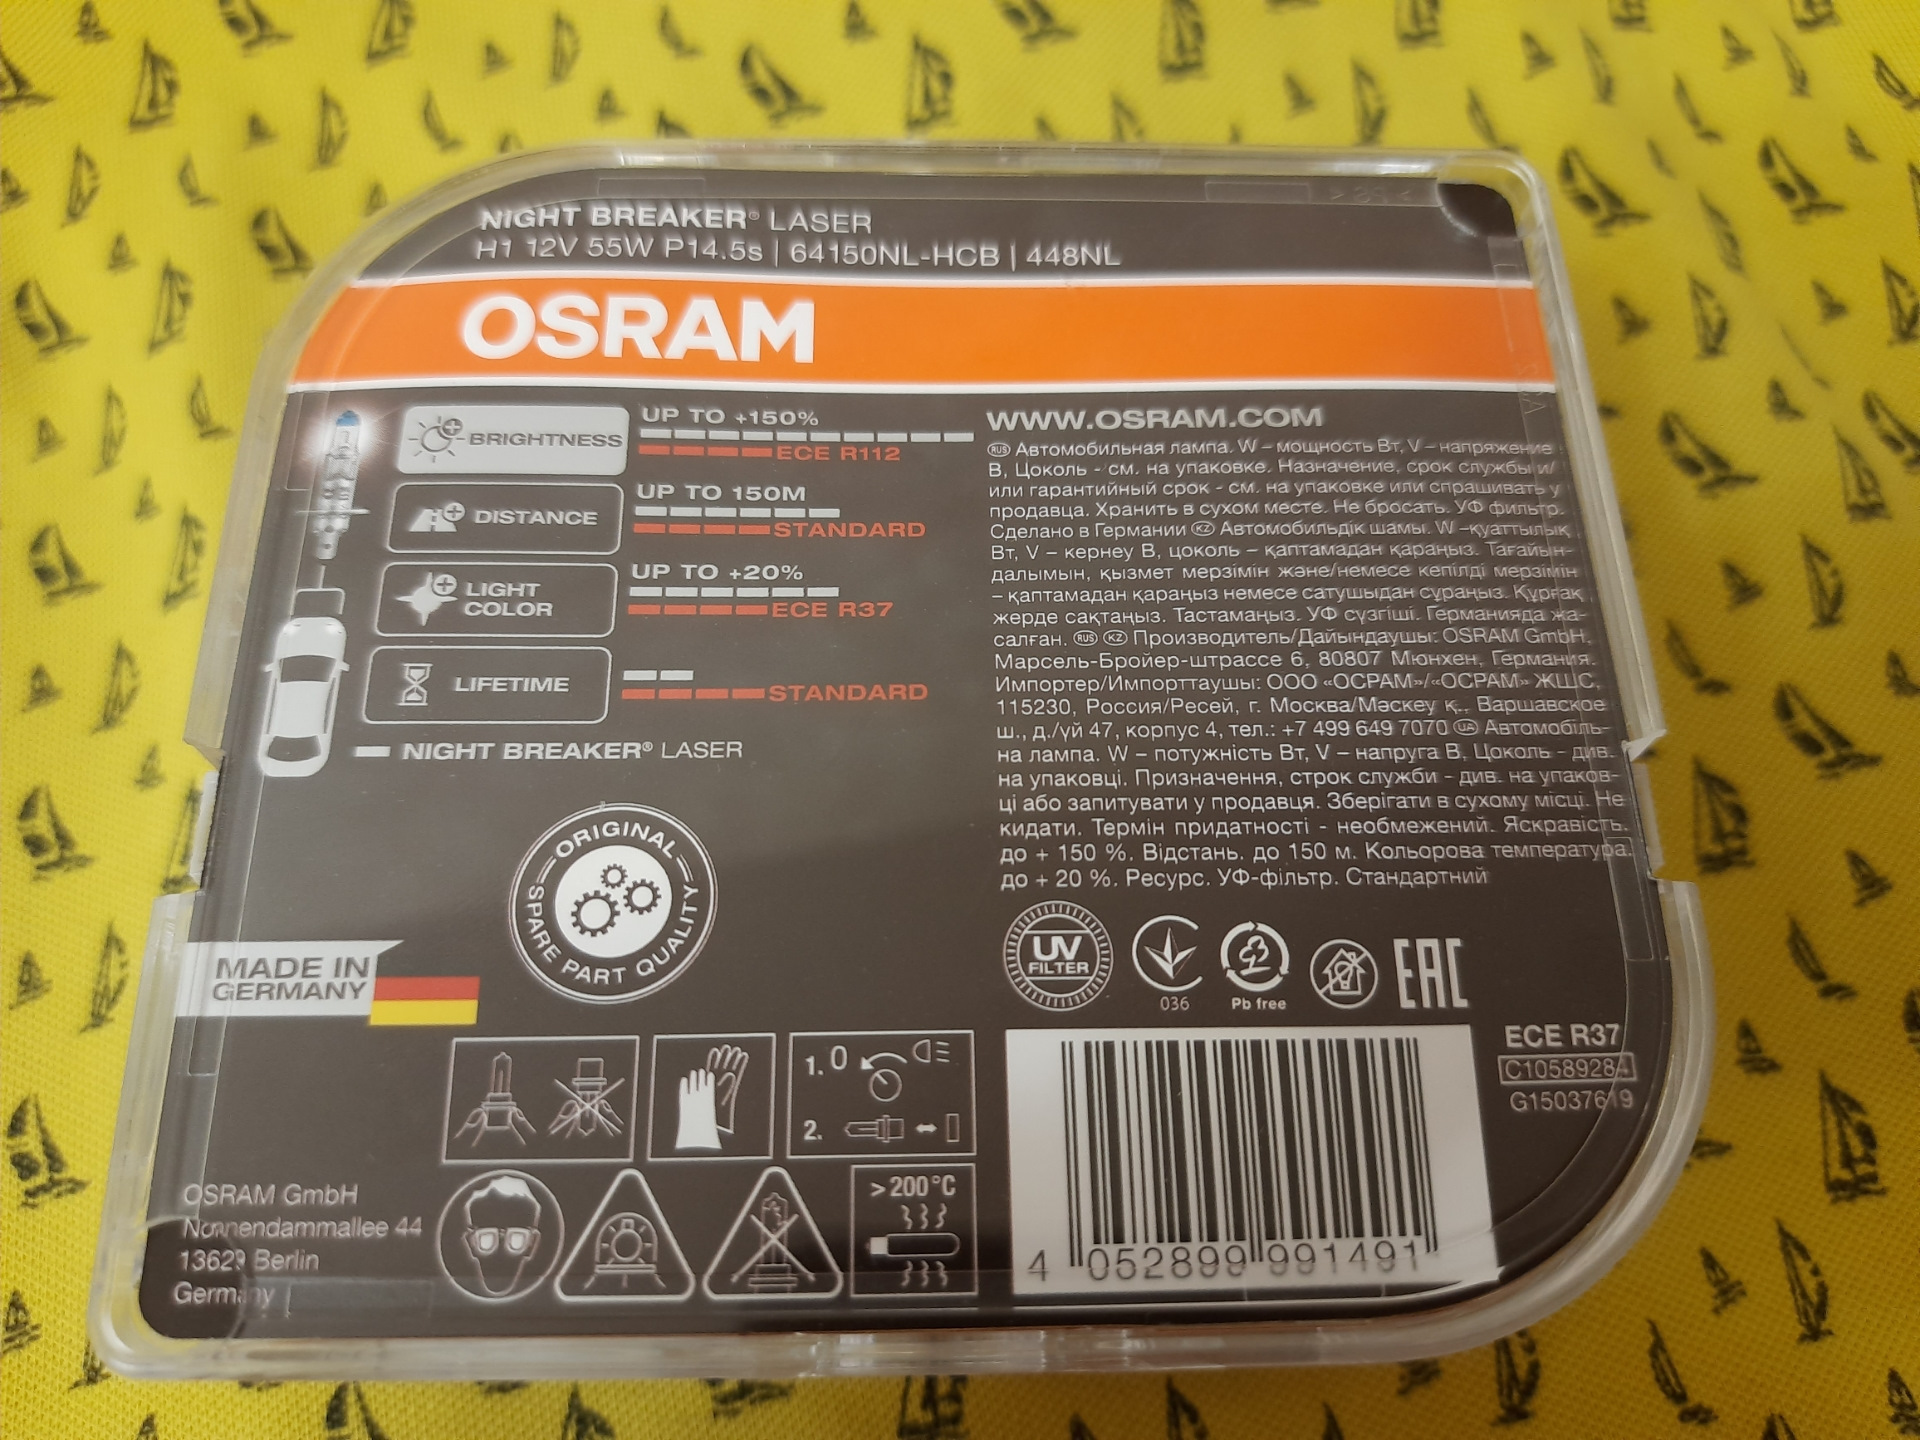 NIGHT BREAKER® LASER
H1 12V 55W P14.5s | 64150NL-HCB | 448NL
OSRAM
BRIGHTNESS
UP TO +150%
ECE R112
DISTANCE
UP TO 150M
STANDARD
LIGHT
COLOR
UP TO +20%
ECE R37
LIFETIME
STANDARD
NIGHT BREAKER® LASER
ORIGINAL
SPARE PART QUALITY
MADE IN
GERMANY
WWW.OSRAM.COM
RUS Автомобильная лампа. W – мощность Вт, V – напряжение
В, Цоколь - см. на упаковке. Назначение, срок службы и/
или гарантийный срок - см. на упаковке или спрашивать у
продавца. Хранить в сухом месте. Не бросать. УФ фильтр.
Сделано в Германии KZ Автомобильдік шамы. W –қуаттылық
Вт, V – кернеу В, цоколь – қаптамадан қараңыз. Тағайын-
далымын, қызмет мерзімін және/немесе кепілді мерзімін
– қаптамадан қараңыз немесе сатушыдан сұраңыз. Құрғақ
жерде сақтаңыз. Тастамаңыз. УФ сүзгіші. Германияда жа-
салған. RUS KZ Производитель/Дайындаушы: OSRAM GmbH,
Марсель-Бройер-штрассе 6, 80807 Мюнхен, Германия.
Импортер/Импорттаушы: ООО «ОСРАМ»/«ОСРАМ» ЖШС,
115230, Россия/Ресей, г. Москва/Мәскеу қ., Варшавское
ш., д./үй 47, корпус 4, тел.: +7 499 649 7070 UA Автомобіль-
на лампа. W – потужність Вт, V – напруга В, Цоколь - див.
на упаковці. Призначення, строк служби - див. на упаков-
ці або запитувати у продавця. Зберігати в сухому місці. Не
кидати. Термін придатності - необмежений. Яскравість.
до + 150 %. Відстань. до 150 м. Кольорова температура.
до + 20 %. Ресурс. УФ-фільтр. Стандартний
UV
FILTER
036
Pb free
EAC
ECE R37
C10589284
G15037619
1. 0
2.
> 200°C
OSRAM GmbH
Nonnendammallee 44
13629 Berlin
Germany
4 052899 991491